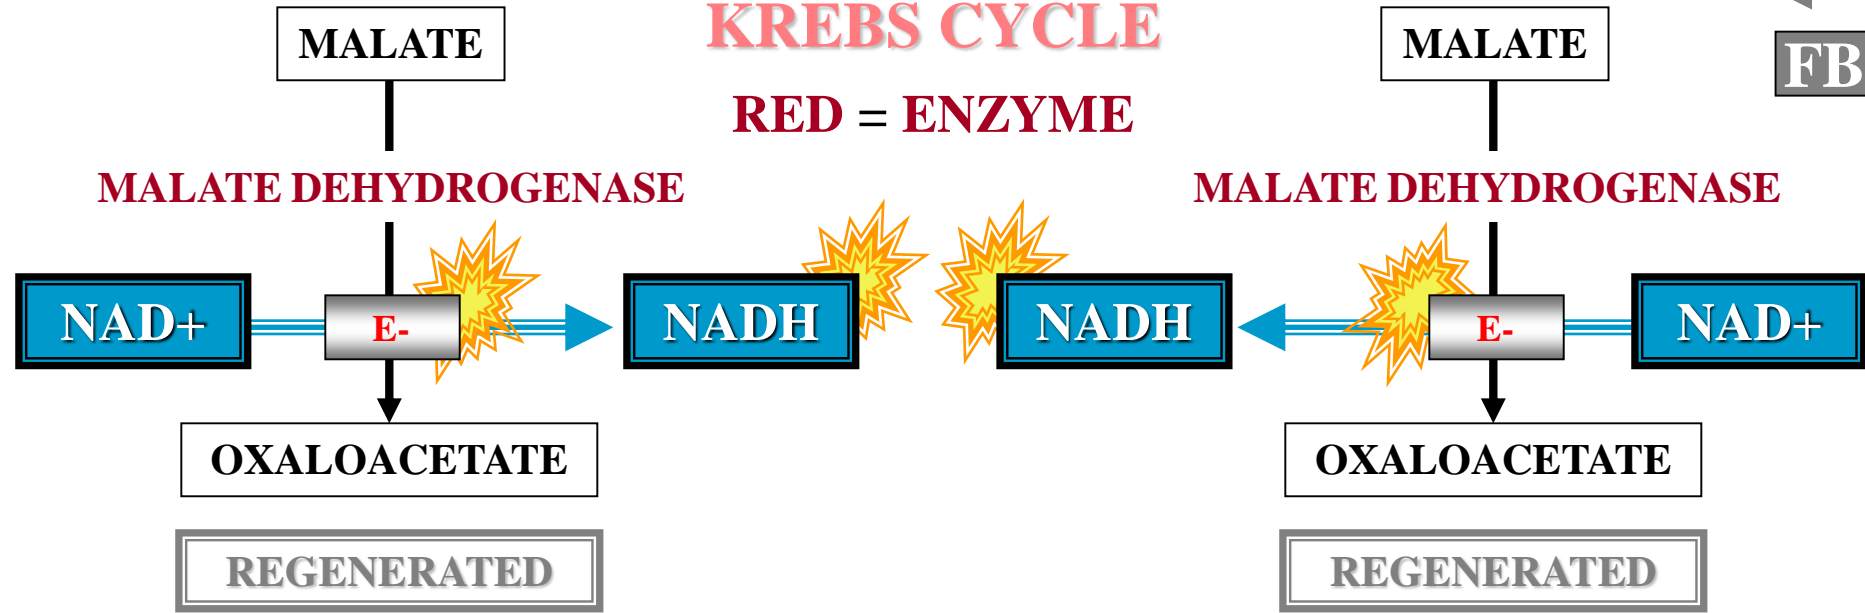 KREBS CYCLE
MALATE
MALATE
FB
RED = ENZYME
MALATE DEHYDROGENASE
MALATE DEHYDROGENASE
NAD+
E-
NADH
NADH
E-
NAD+
OXALOACETATE
OXALOACETATE
REGENERATED
REGENERATED